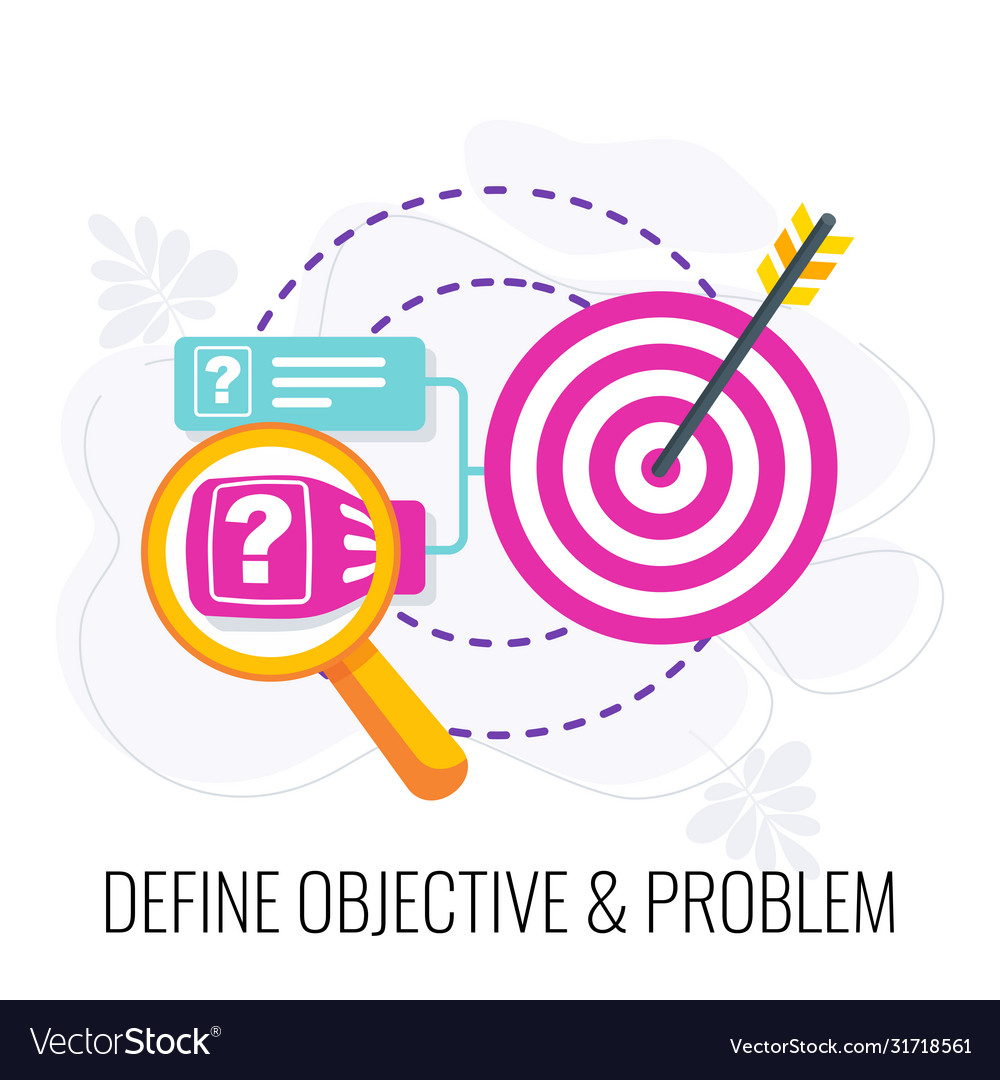 ?
?
DEFINE OBJECTIVE & PROBLEM
VectorStock®
VectorStock.com/31718561